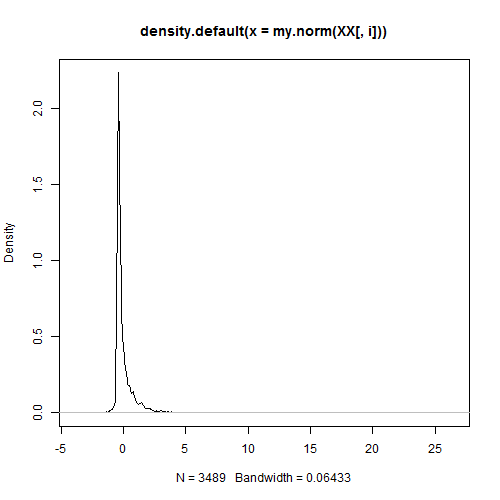 density.default(x = my.norm(XX[, i]))
Density
0.0 0.5 1.0 1.5 2.0
-5 0 5 10 15 20 25
N = 3489 Bandwidth = 0.06433